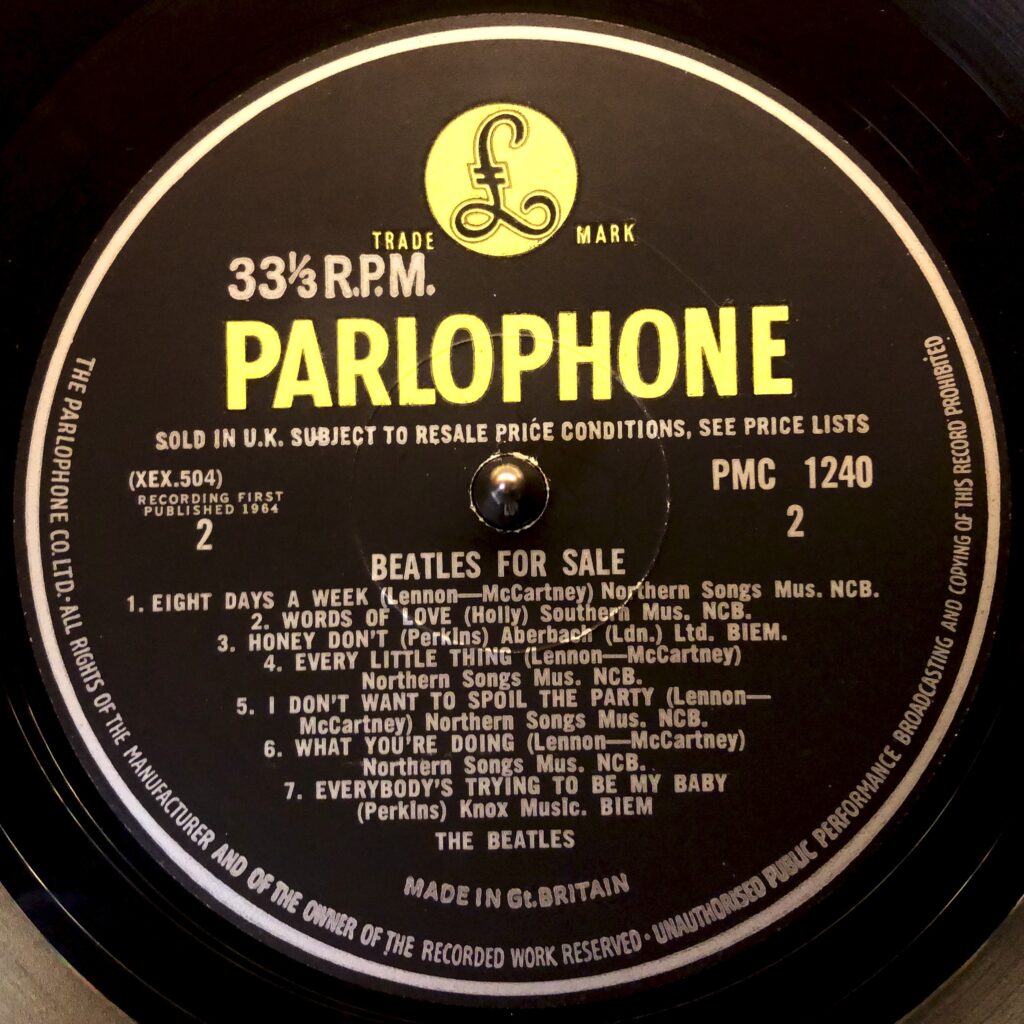 £
TRADE MARK
33⅓ R.P.M.
PARLOPHONE
SOLD IN U.K. SUBJECT TO RESALE PRICE CONDITIONS, SEE PRICE LISTS
(XEX.504)
RECORDING FIRST
PUBLISHED 1964
2
PMC 1240
2
BEATLES FOR SALE
1. EIGHT DAYS A WEEK (Lennon—McCartney) Northern Songs Mus. NCB.
2. WORDS OF LOVE (Holly) Southern Mus. NCB.
3. HONEY DON'T (Perkins) Aberbach (Ldn.) Ltd. BIEM.
4. EVERY LITTLE THING (Lennon—McCartney)
Northern Songs Mus. NCB.
5. I DON'T WANT TO SPOIL THE PARTY (Lennon—
McCartney) Northern Songs Mus. NCB.
6. WHAT YOU'RE DOING (Lennon—McCartney)
Northern Songs Mus. NCB.
7. EVERYBODY'S TRYING TO BE MY BABY
(Perkins) Knox Music. BIEM
THE BEATLES
MADE IN Gt. BRITAIN
THE PARLOPHONE CO. LTD. · ALL RIGHTS OF THE MANUFACTURER AND OF THE OWNER OF THE RECORDED WORK RESERVED · UNAUTHORISED PUBLIC PERFORMANCE BROADCASTING AND COPYING OF THIS RECORD PROHIBITED